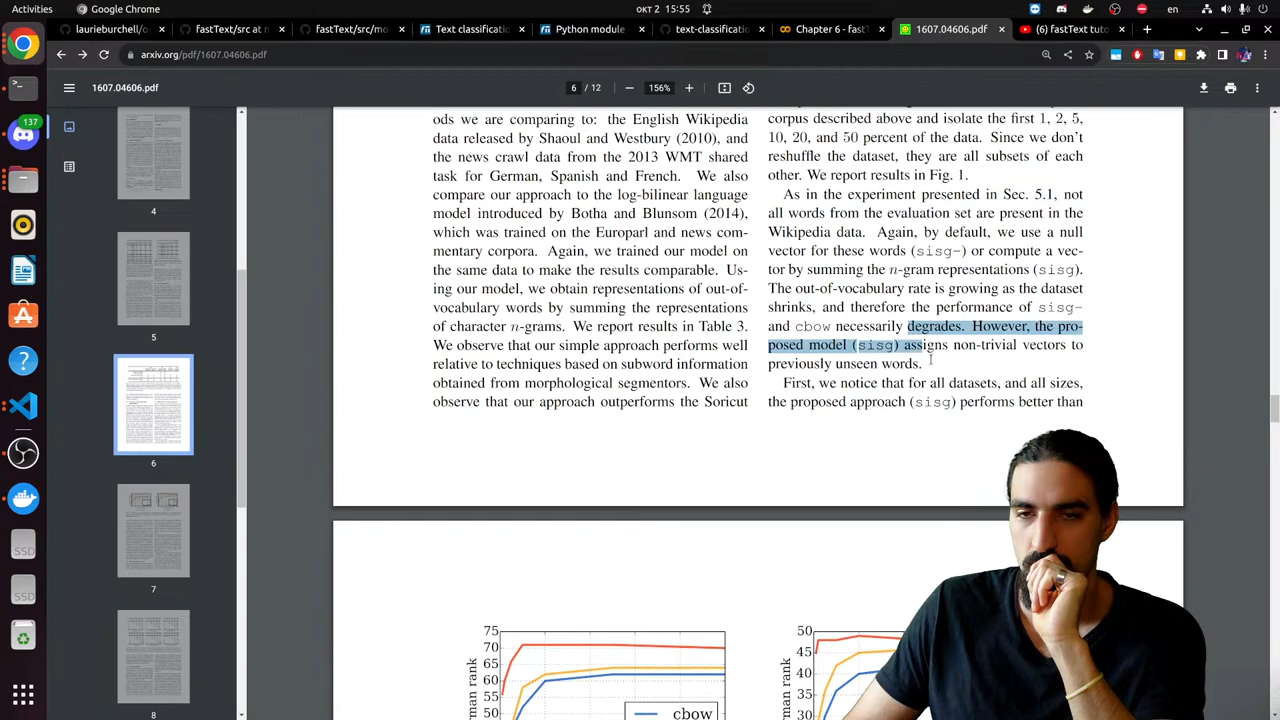 Activities
Google Chrome
окт 2 15:55
en
laurieburchell/oc
fastText/src at m
fastText/src/mo
Text classificati
Python module
text-classificatio
Chapter 6 - fastT
1607.04606.pdf
(6) fastText tuto
arxiv.org/pdf/1607.04606.pdf
1607.04606.pdf
6 / 12
156%
137
4
5
6
7
8
SSD
SSD
ods we are comparing to: the English Wikipedia
data used by Shaoul and Westbury (2010), and
the news crawl data from the 2013 WMT shared
task for German, Spanish and French. We also
compare our approach to the log-bilinear language
model introduced by Botha and Blunsom (2014),
which was trained on the Europarl and news com-
mentary corpora. Again, we trained our model on
the same data to make the results comparable. Us-
ing our model, we obtain representations of out-of-
vocabulary words by summing the representations
of character n-grams. We report results in Table 3.
We observe that our simple approach performs well
relative to techniques based on subword information
obtained from morphological segmentors. We also
observe that our approach outperforms the Soricut
corpus described above and isolate the first 1, 2, 5,
10, 20, and 50 percent of the data. Since we don't
reshuffle the dataset, they are all subsets of each
other. We report results in Fig. 1.
As in the experiment presented in Sec. 5.1, not
all words from the evaluation set are present in the
Wikipedia data. Again, by default, we use a null
vector for these words (sisg-) or compute a vec-
tor by summing the n-gram representations (sisg).
The out-of-vocabulary rate is growing as the dataset
shrinks, and therefore the performance of sisg-
and cbow necessarily degrades. However, the pro-
posed model (sisg) assigns non-trivial vectors to
previously unseen words.
First, we notice that for all datasets, and all sizes,
the proposed approach (sisg) performs better than
75
70
65
60
50
man rank
cbow
50
45
40
35
30
man rank